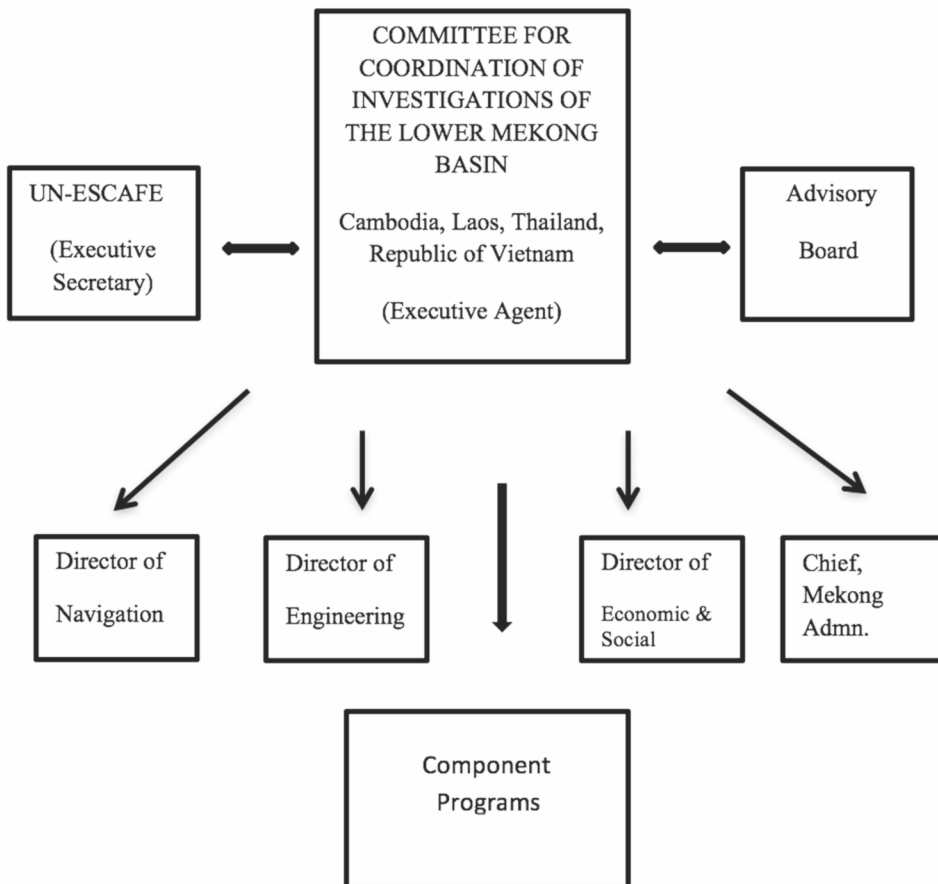 COMMITTEE FOR
COORDINATION OF
INVESTIGATIONS OF
THE LOWER MEKONG
BASIN
Cambodia, Laos, Thailand,
Republic of Vietnam
(Executive Agent)
UN-ESCAFE
(Executive
Secretary)
Advisory
Board
Director of
Navigation
Director of
Engineering
Director of
Economic &
Social
Chief,
Mekong
Admn.
Component
Programs